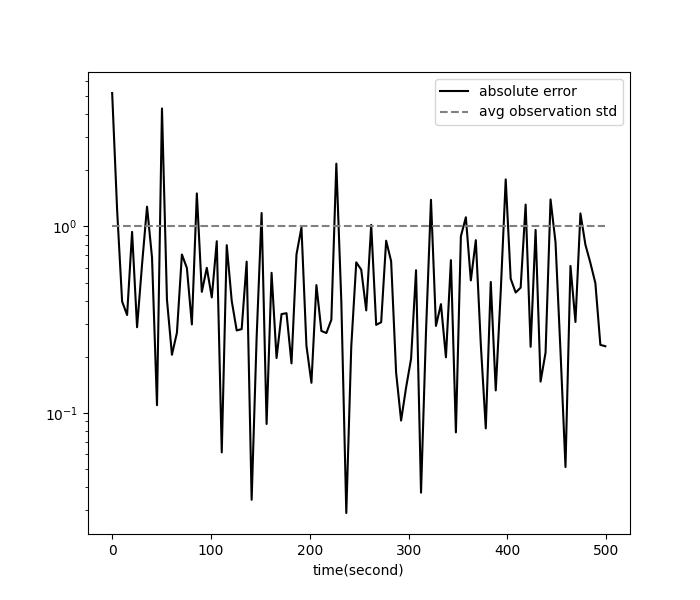 absolute error
avg observation std
10⁰
10⁻¹
0 100 200 300 400 500
time(second)